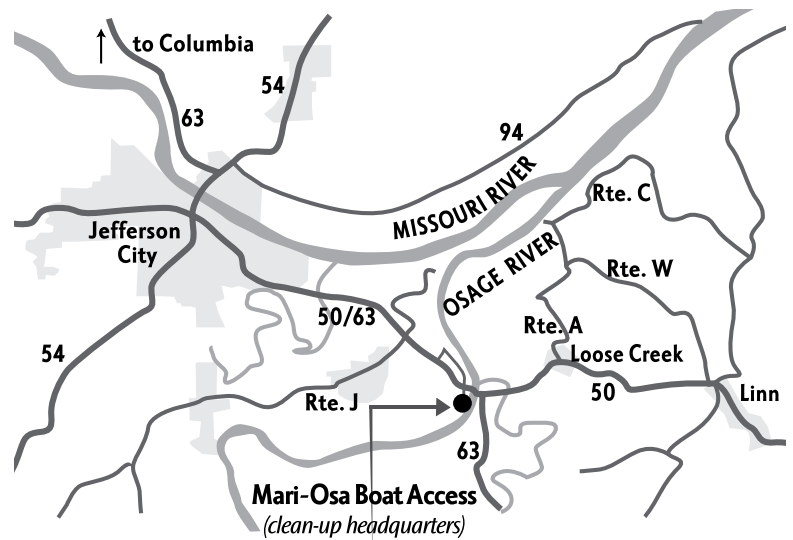 to Columbia
54
63
94
MISSOURI RIVER
Rte. C
Jefferson
City
OSAGE RIVER
Rte. W
50/63
Rte. A
54
Loose Creek
50
Linn
Rte. J
63
Mari-Osa Boat Access
(clean-up headquarters)